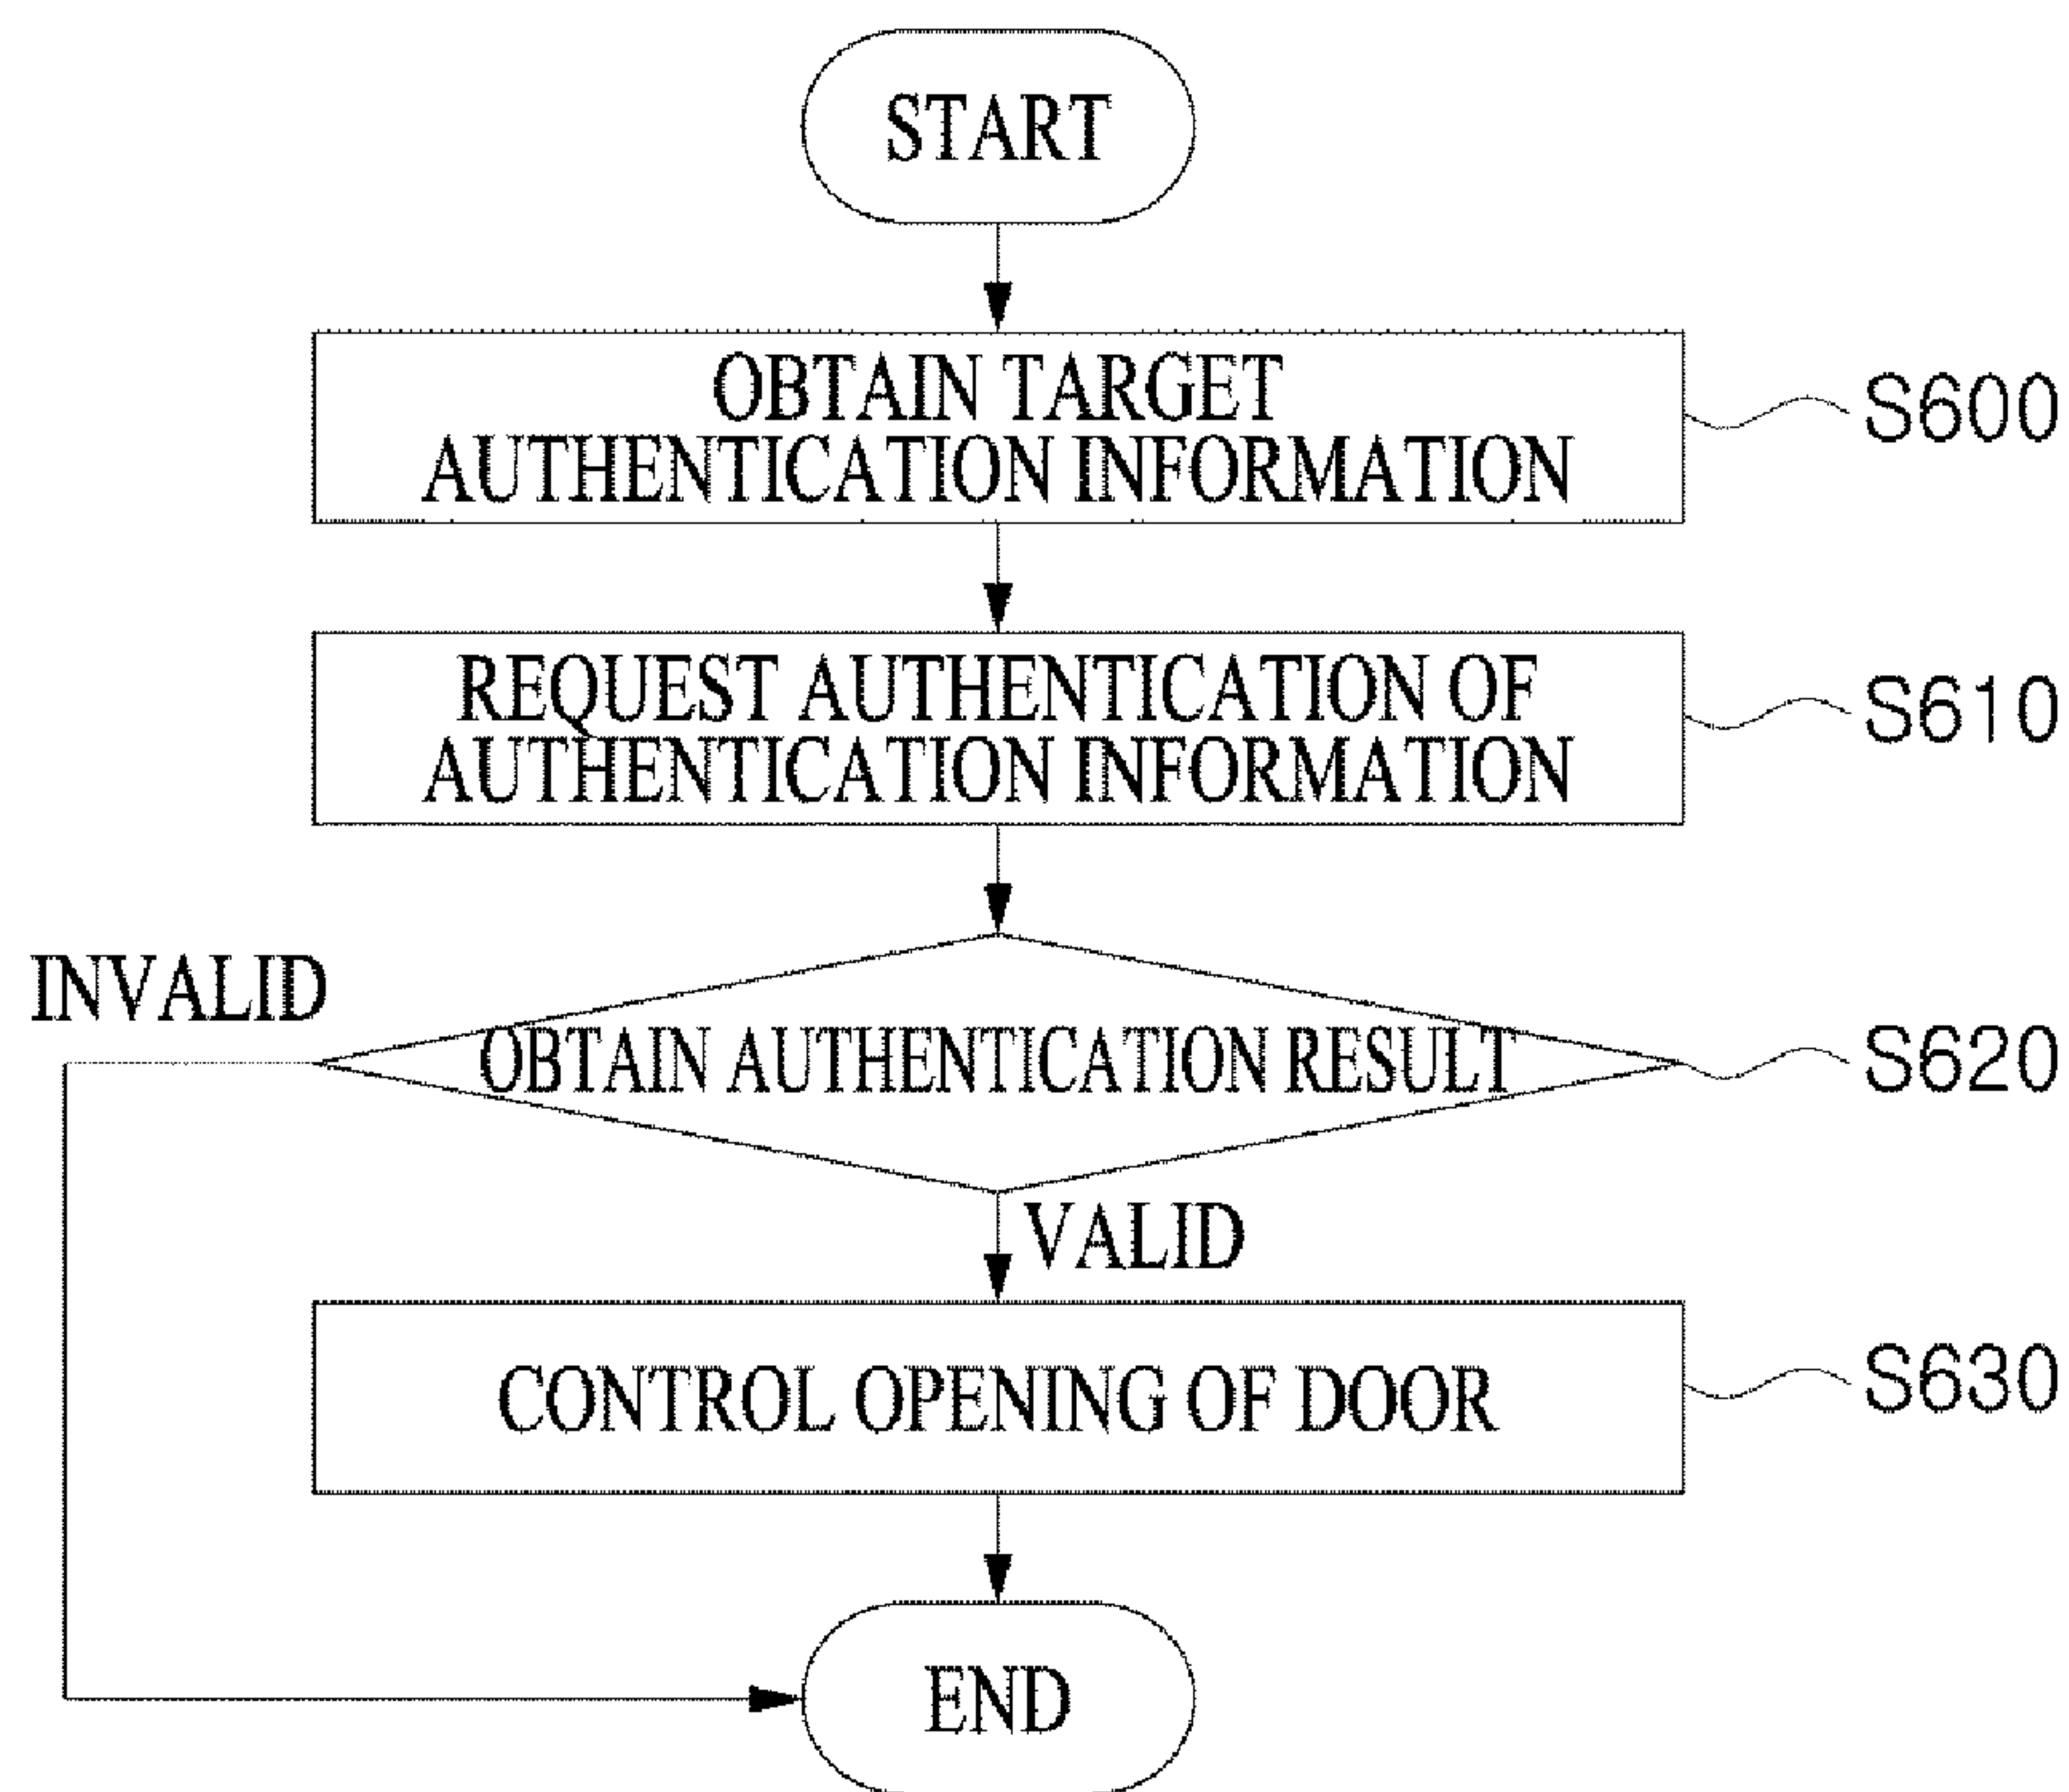 START
OBTAIN TARGET
AUTHENTICATION INFORMATION
S600
REQUEST AUTHENTICATION OF
AUTHENTICATION INFORMATION
S610
INVALID
OBTAIN AUTHENTICATION RESULT
S620
VALID
CONTROL OPENING OF DOOR
S630
END